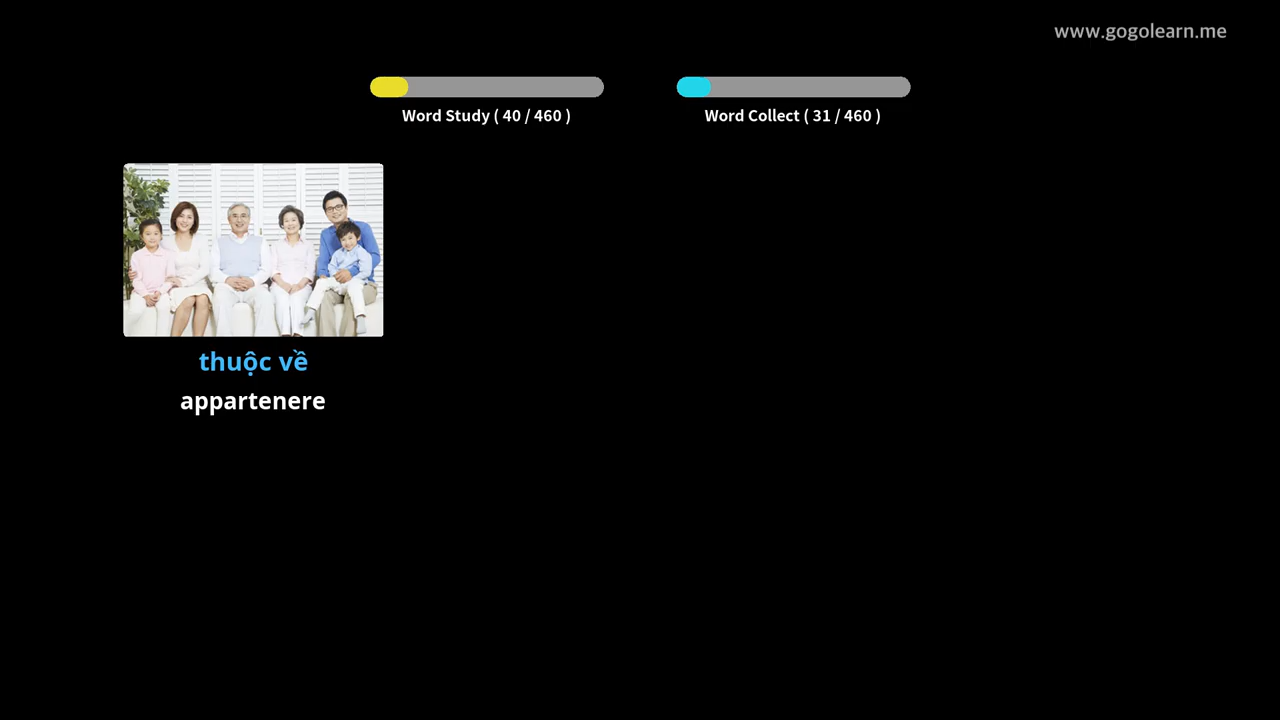 www.gogolearn.me
Word Study ( 40 / 460 )
Word Collect ( 31 / 460 )
thuộc về
appartenere